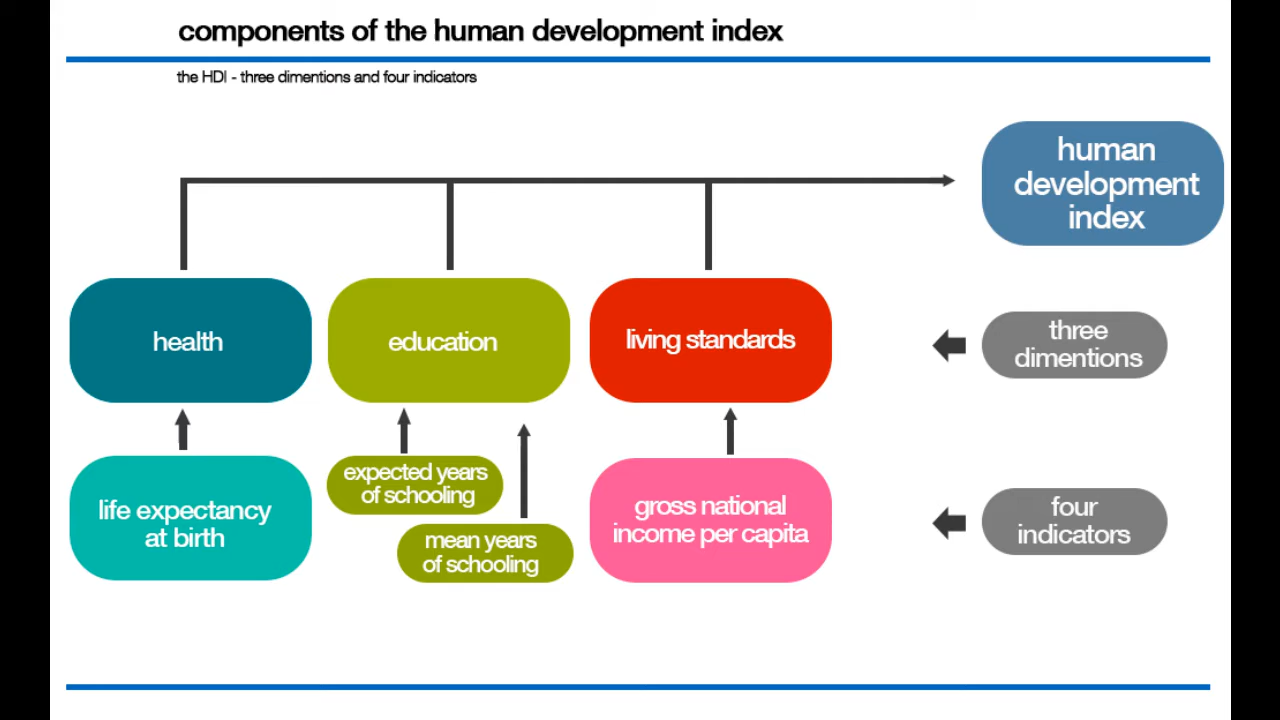 components of the human development index
the HDI - three dimentions and four indicators
human
development
index
health
education
living standards
three
dimentions
life expectancy
at birth
expected years
of schooling
mean years
of schooling
gross national
income per capita
four
indicators